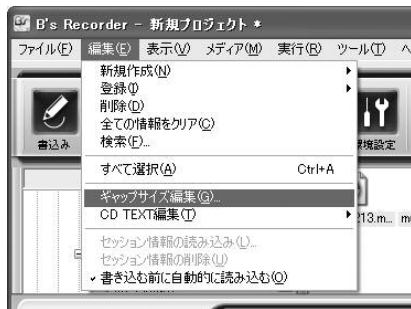 B's Recorder - 新規プロジェクト *
ファイル(F) 編集(E) 表示(V) メディア(M) 実行(R) ツール(T) ヘ
新規作成(N)
登録(I)
削除(D)
全ての情報をクリア(C)
検索(F)...
すべて選択(A) Ctrl+A
ギャップサイズ編集(G)...
CD TEXT編集(T)
セッション情報の読み込み(L)...
セッション情報の削除(U)
書き込む前に自動的に読み込む(O)
書込み
環境設定
213.m...